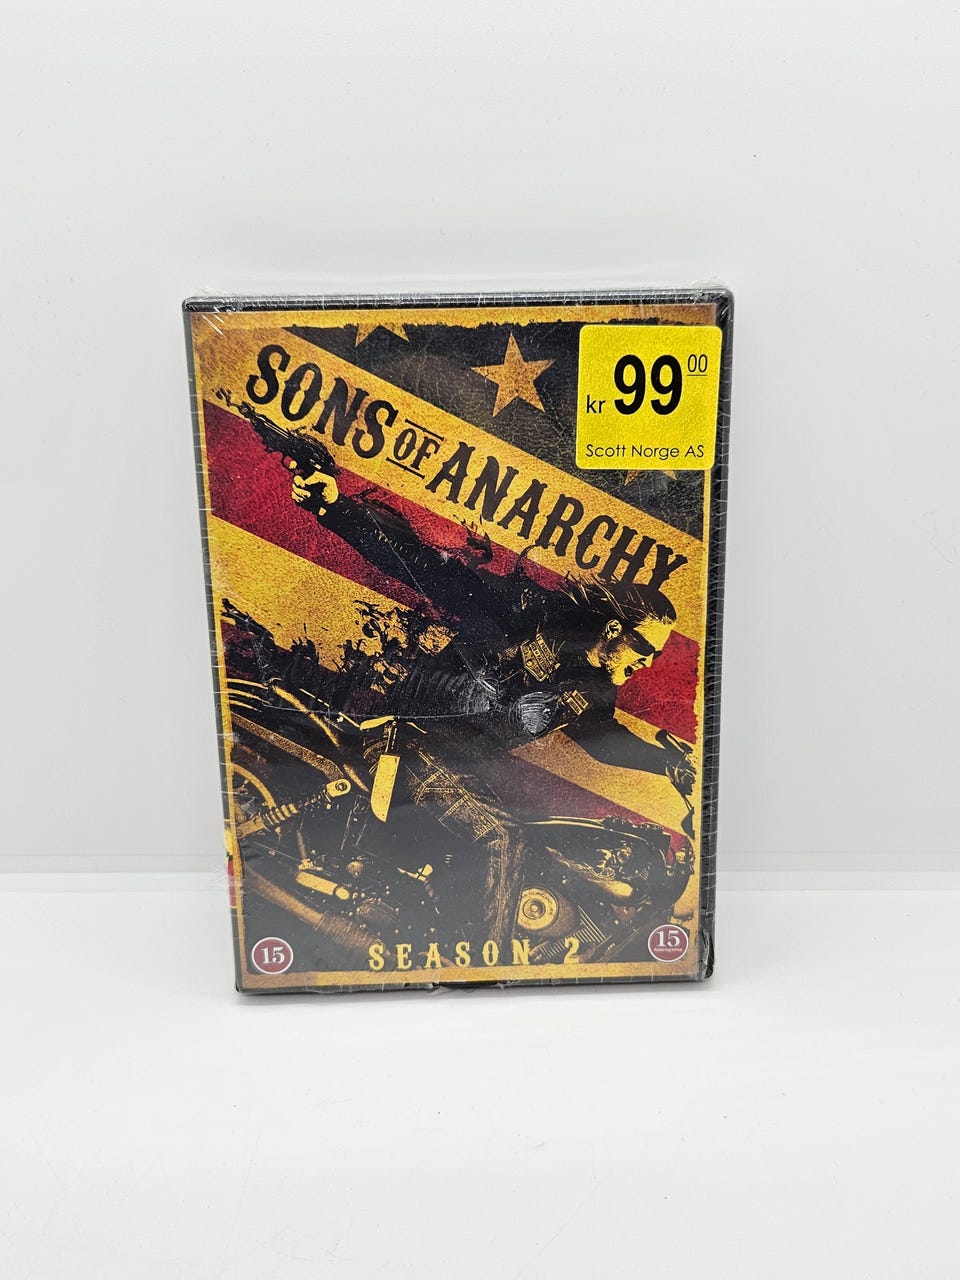 SONS OF ANARCHY
kr 99 00
Scott Norge AS
SEASON 2
15
15